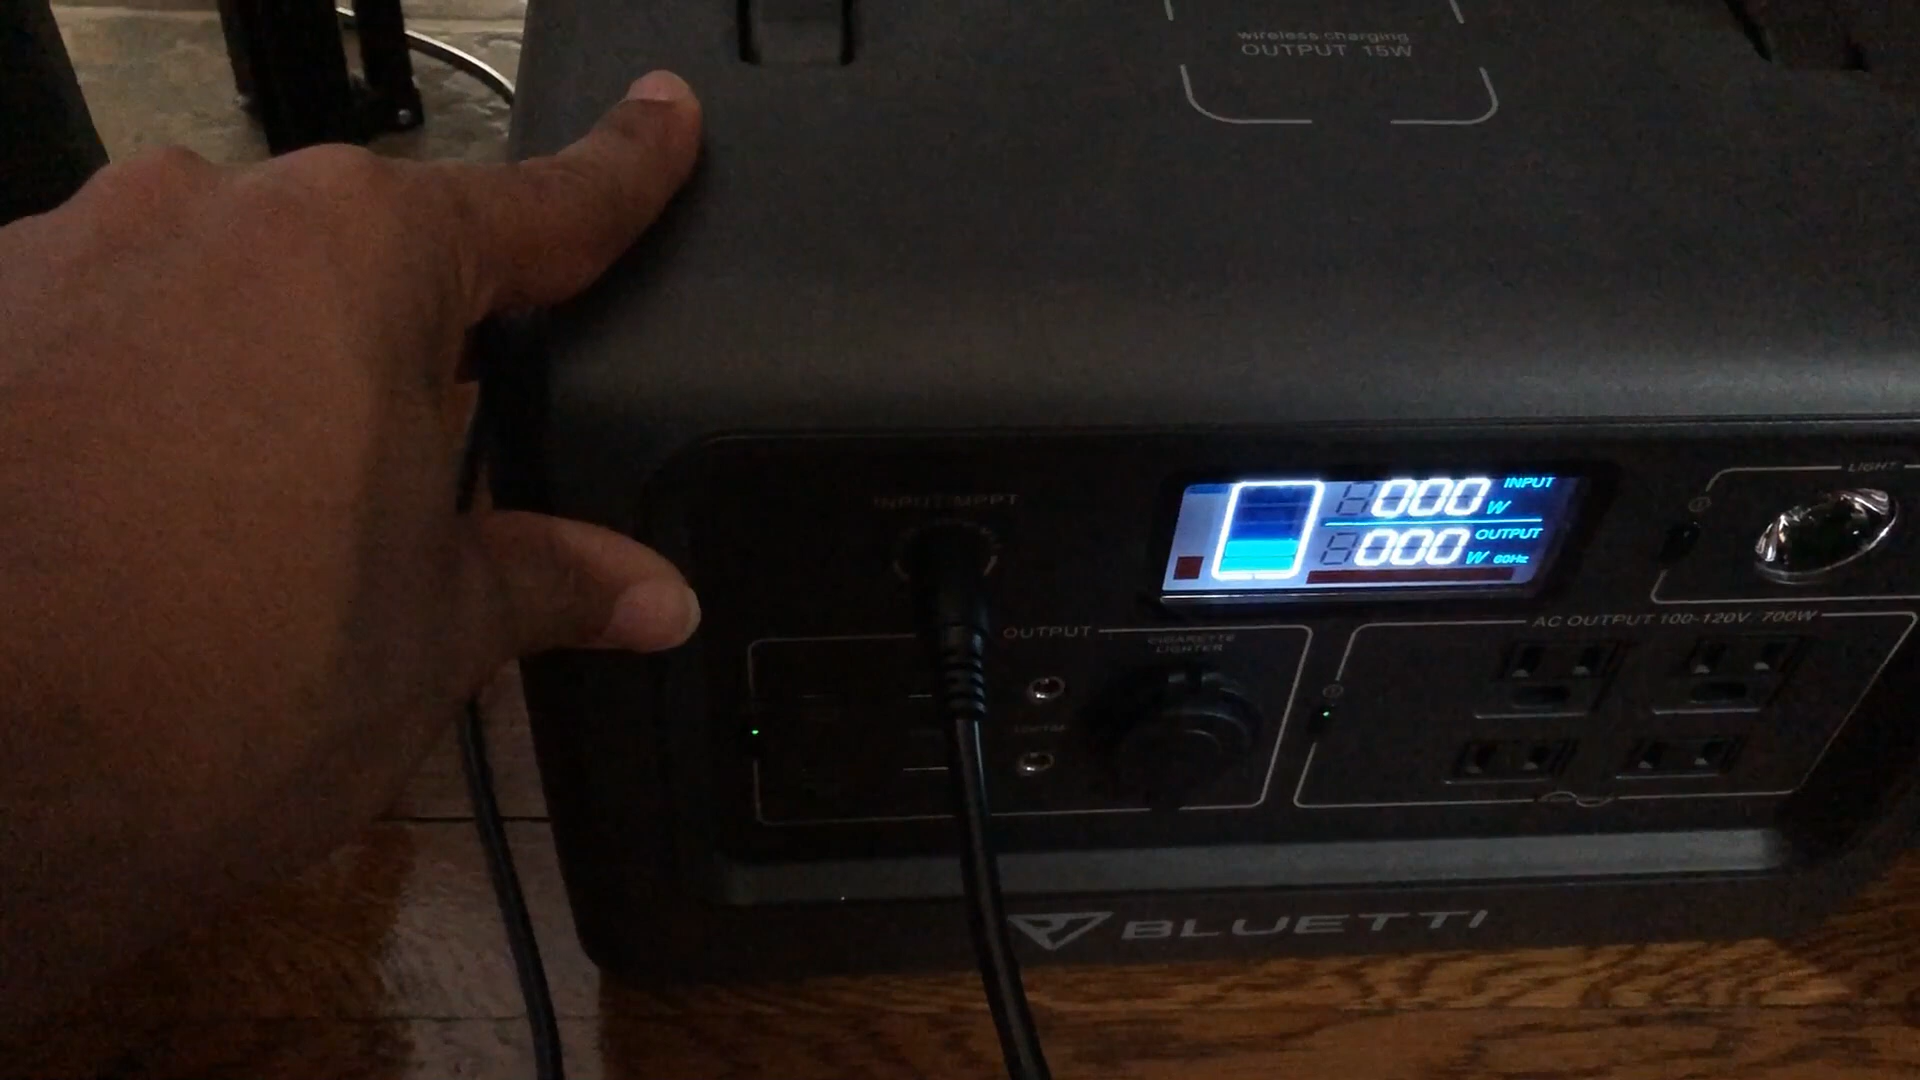 wireless charging
OUTPUT 15W
INPUT/MPPT
000 W INPUT
000 W 60Hz OUTPUT
LIGHT
OUTPUT
CIGARETTE
LIGHTER
AC OUTPUT 100-120V 700W
BLUETTI